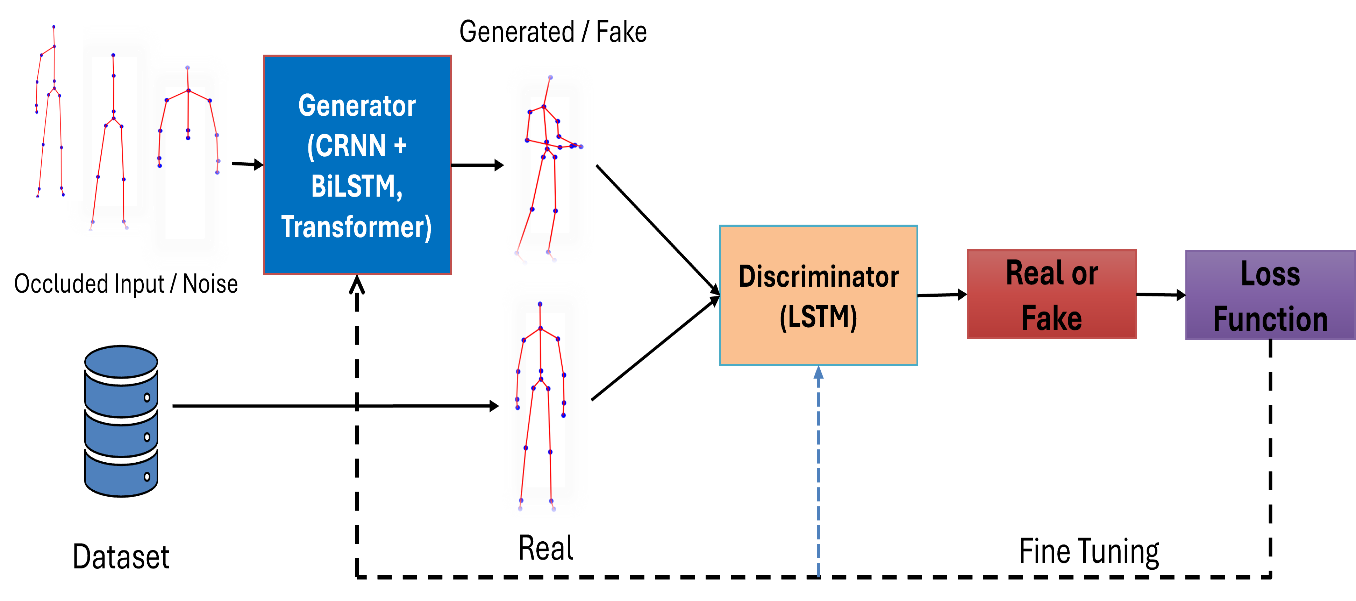 Generated / Fake
Generator
(CRNN +
BiLSTM,
Transformer)
Occluded Input / Noise
Discriminator
(LSTM)
Real or
Fake
Loss
Function
Dataset
Real
Fine Tuning